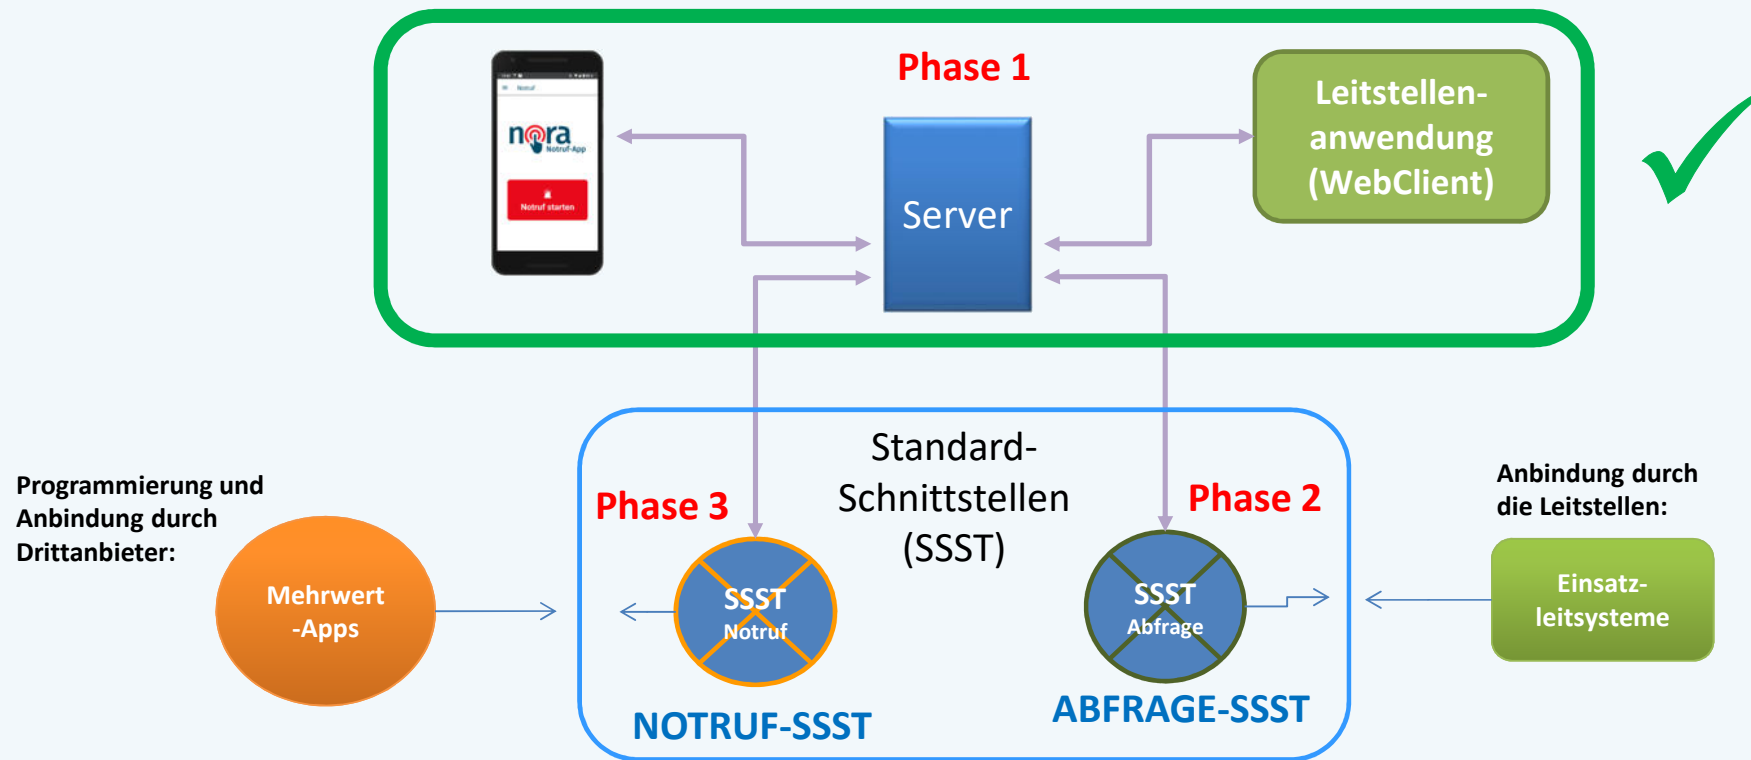 Phase 1
Notruf
nora
Notruf-App
Notruf starten
Server
Leitstellen-
anwendung
(WebClient)
Standard-
Schnittstellen
(SSST)
Phase 3
Phase 2
Programmierung und
Anbindung durch
Drittanbieter:
Mehrwert
-Apps
SSST
Notruf
NOTRUF-SSST
SSST
Abfrage
ABFRAGE-SSST
Anbindung durch
die Leitstellen:
Einsatz-
leitsysteme